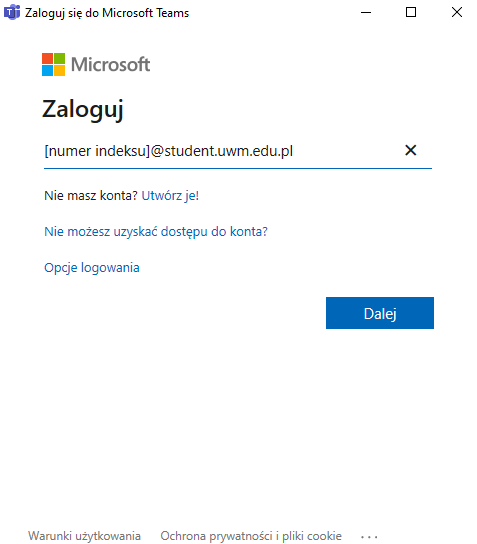 Zaloguj się do Microsoft Teams
Microsoft
Zaloguj
[numer indeksu]@student.uwm.edu.pl
Nie masz konta? Utwórz je!
Nie możesz uzyskać dostępu do konta?
Opcje logowania
Dalej
Warunki użytkowania Ochrona prywatności i pliki cookie ...